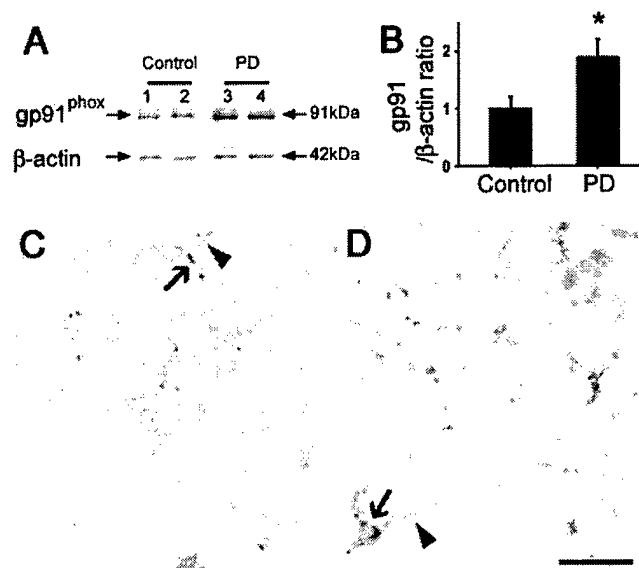 A
Control PD
1 2 3 4
gp91phox 91kDa
β-actin 42kDa
B
*
gp91
/β-actin ratio
2
1
0
Control PD
C
D